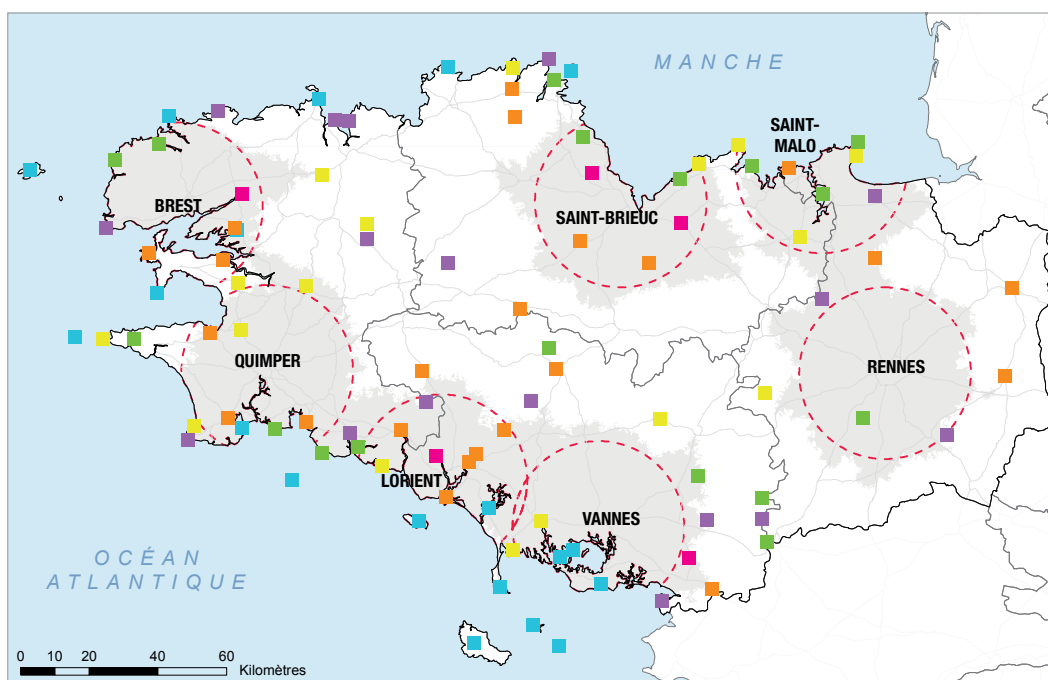 MANCHE
SAINT-
MALO
BREST
SAINT-BRIEUC
QUIMPER
RENNES
LORIENT
VANNES
OCÉAN
ATLANTIQUE
0 10 20 40 60
Kilomètres